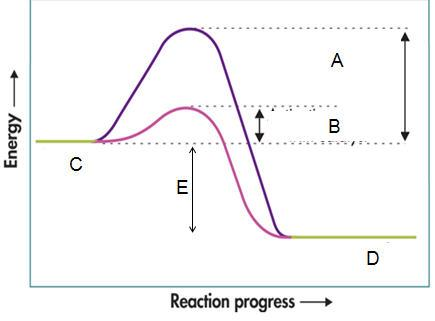 A
B
C
E
D
Energy →
Reaction progress →